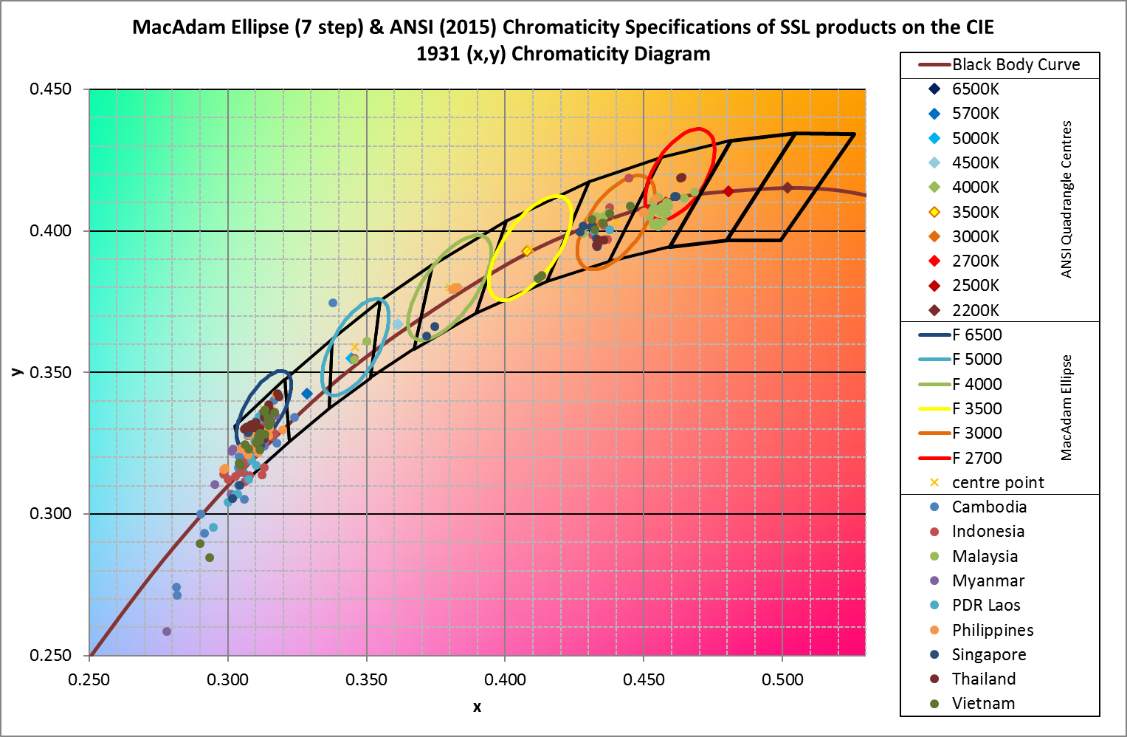 MacAdam Ellipse (7 step) & ANSI (2015) Chromaticity Specifications of SSL products on the CIE
1931 (x,y) Chromaticity Diagram
0.450
0.400
0.350
0.300
0.250
y
0.250
0.300
0.350
0.400
0.450
0.500
x
Black Body Curve
6500K
5700K
5000K
4500K
4000K
3500K
3000K
2700K
2500K
2200K
ANSI Quadrangle Centres
F 6500
F 5000
F 4000
F 3500
F 3000
F 2700
MacAdam Ellipse
centre point
Cambodia
Indonesia
Malaysia
Myanmar
PDR Laos
Philippines
Singapore
Thailand
Vietnam